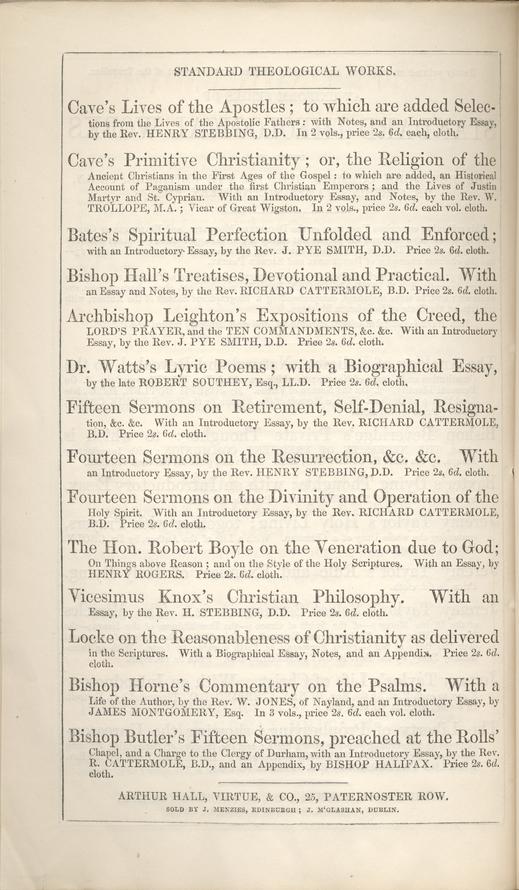 STANDARD THEOLOGICAL WORKS.
Cave's Lives of the Apostles; to which are added Selec-
tions from the Lives of the Apostolic Fathers: with Notes, and an Introductory Essay,
by the Rev. HENRY STEBBING, D.D. In 2 vols., price 2s. 6d. each, cloth.
Cave's Primitive Christianity; or, the Religion of the
Ancient Christians in the First Ages of the Gospel: to which are added, an Historical
Account of Paganism under the first Christian Emperors; and the Lives of Justin
Martyr and St. Cyprian. With an Introductory Essay, and Notes, by the Rev. W.
TROLLOPE, M.A.; Vicar of Great Wigston. In 2 vols., price 2s. 6d. each vol. cloth.
Bates's Spiritual Perfection Unfolded and Enforced;
with an Introductory Essay, by the Rev. J. PYE SMITH, D.D. Price 2s. 6d. cloth.
Bishop Hall's Treatises, Devotional and Practical. With
an Essay and Notes, by the Rev. RICHARD CATTERMOLE, B.D. Price 2s. 6d. cloth.
Archbishop Leighton's Expositions of the Creed, the
LORD'S PRAYER, and the TEN COMMANDMENTS, &c. &c. With an Introductory
Essay, by the Rev. J. PYE SMITH, D.D. Price 2s. 6d. cloth.
Dr. Watts's Lyric Poems; with a Biographical Essay,
by the late ROBERT SOUTHEY, Esq., LL.D. Price 2s. 6d. cloth.
Fifteen Sermons on Retirement, Self-Denial, Resigna-
tion, &c. &c. With an Introductory Essay, by the Rev. RICHARD CATTERMOLE,
B.D. Price 2s. 6d. cloth.
Fourteen Sermons on the Resurrection, &c. &c. With
an Introductory Essay, by the Rev. HENRY STEBBING, D.D. Price 2s. 6d. cloth.
Fourteen Sermons on the Divinity and Operation of the
Holy Spirit. With an Introductory Essay, by the Rev. RICHARD CATTERMOLE,
B.D. Price 2s. 6d. cloth.
The Hon. Robert Boyle on the Veneration due to God;
On Things above Reason; and on the Style of the Holy Scriptures. With an Essay, by
HENRY ROGERS. Price 2s. 6d. cloth.
Vicesimus Knox's Christian Philosophy. With an
Essay, by the Rev. H. STEBBING, D.D. Price 2s. 6d. cloth.
Locke on the Reasonableness of Christianity as delivered
in the Scriptures. With a Biographical Essay, Notes, and an Appendix. Price 2s. 6d.
cloth.
Bishop Horne's Commentary on the Psalms. With a
Life of the Author, by the Rev. W. JONES, of Nayland, and an Introductory Essay, by
JAMES MONTGOMERY, Esq. In 3 vols., price 2s. 6d. each vol. cloth.
Bishop Butler's Fifteen Sermons, preached at the Rolls'
Chapel, and a Charge to the Clergy of Durham, with an Introductory Essay, by the Rev.
R. CATTERMOLE, B.D., and an Appendix, by BISHOP HALIFAX. Price 2s. 6d.
cloth.
ARTHUR HALL, VIRTUE, & CO., 25, PATERNOSTER ROW.
SOLD BY J. MENZIES, EDINBURGH; J. M'GLASHAN, DUBLIN.